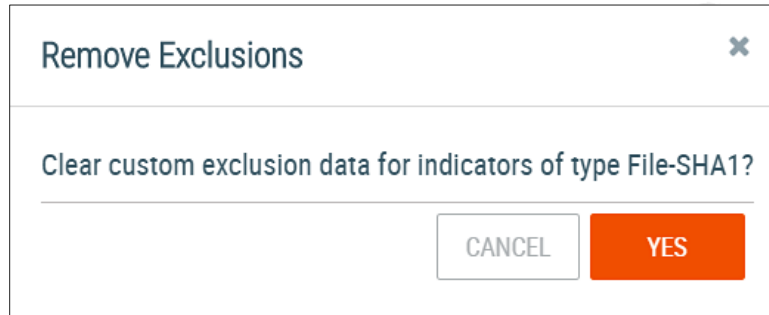 Remove Exclusions
Clear custom exclusion data for indicators of type File-SHA1?
CANCEL
YES